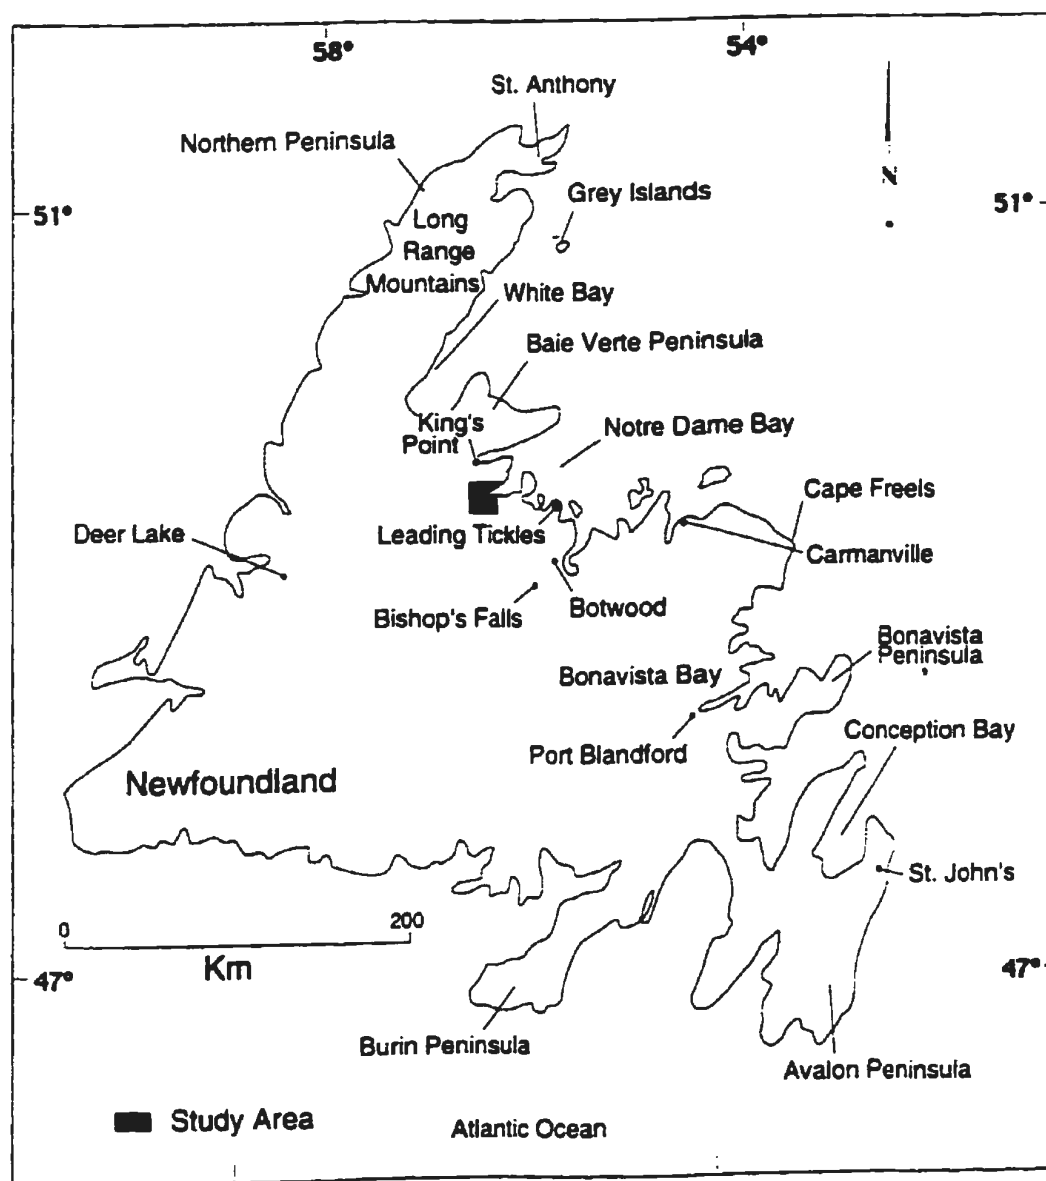 58°
54°
St. Anthony
Northern Peninsula
Grey Islands
N
51°
51°
Long
Range
Mountains
White Bay
Baie Verte Peninsula
King's
Point
Notre Dame Bay
Cape Freels
Deer Lake
Leading Tickles
Carmanville
Bishop's Falls
Botwood
Bonavista
Peninsula
Bonavista Bay
Conception Bay
Port Blandford
Newfoundland
St. John's
0
200
Km
47°
47°
Burin Peninsula
Avalon Peninsula
Study Area
Atlantic Ocean